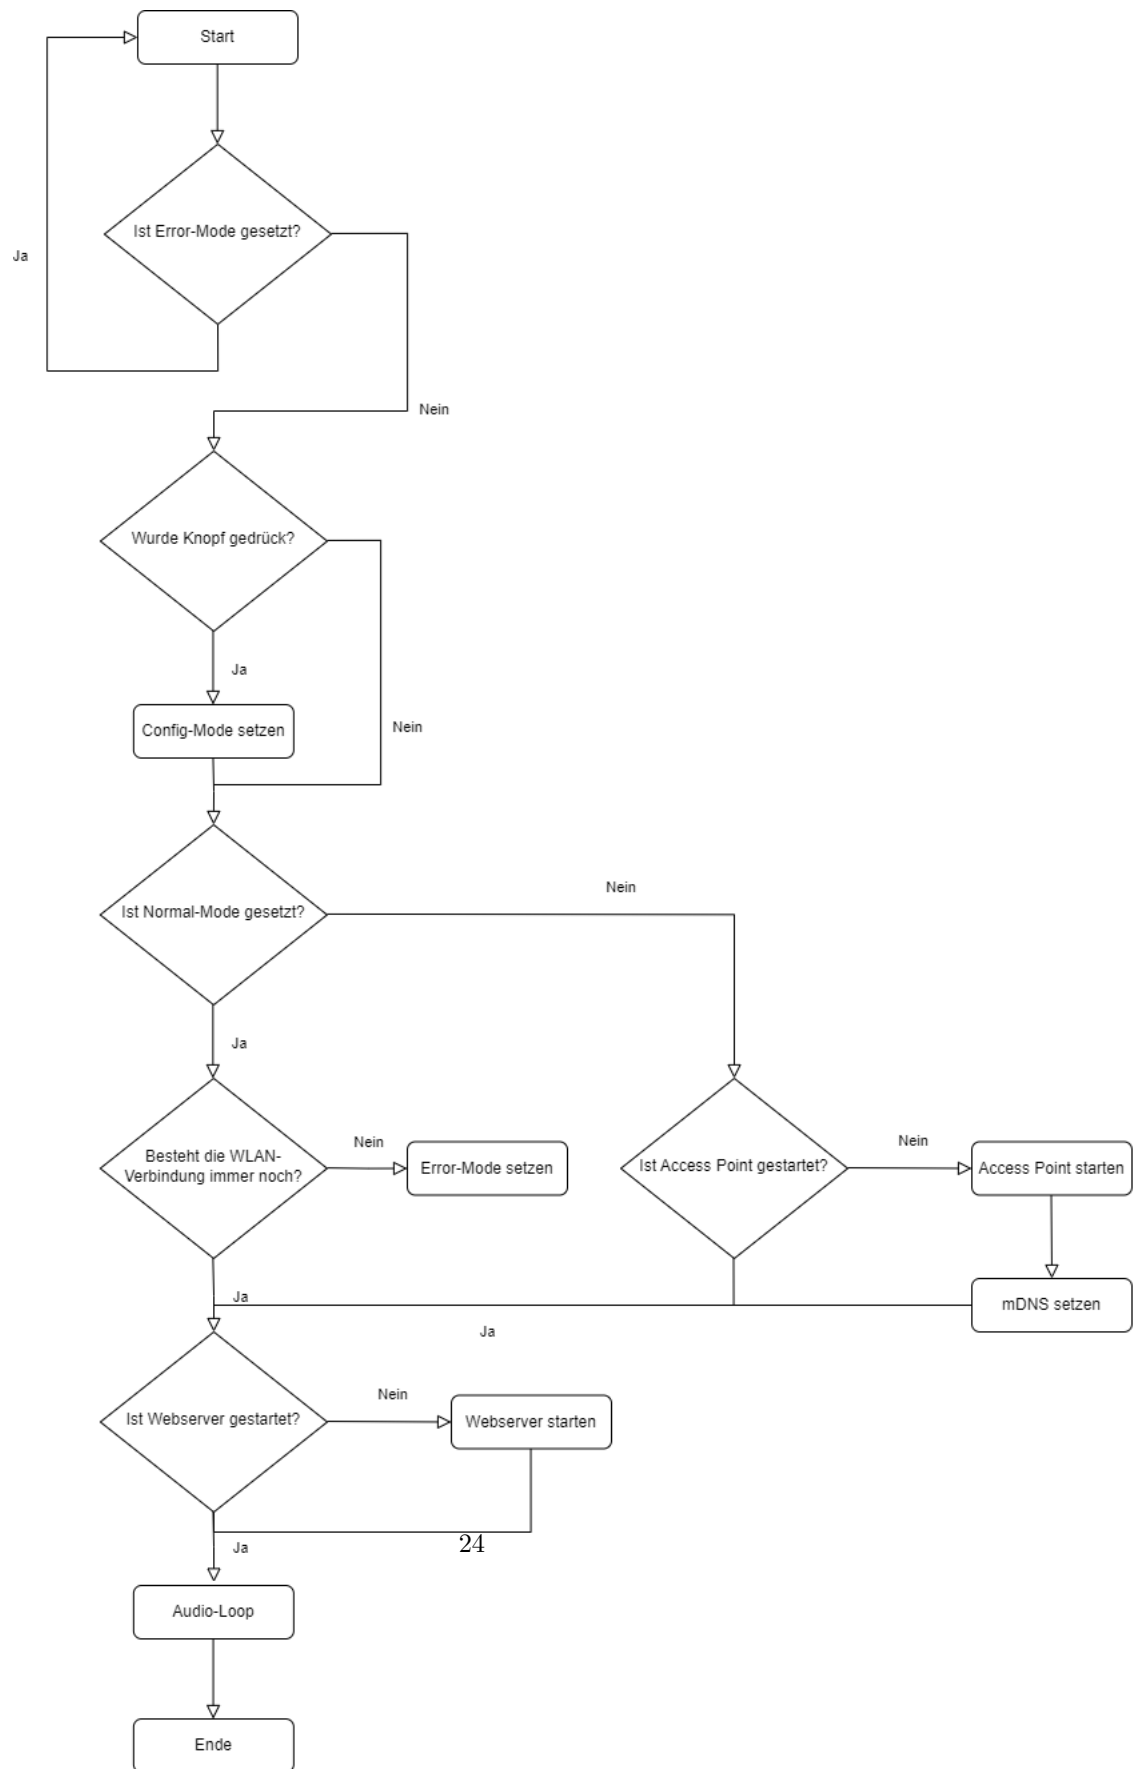 Start
Ist Error-Mode gesetzt?
Ja
Nein
Wurde Knopf gedrück?
Ja
Config-Mode setzen
Nein
Nein
Ist Normal-Mode gesetzt?
Ja
Besteht die WLAN-
Verbindung immer noch?
Nein
Error-Mode setzen
Ist Access Point gestartet?
Nein
Access Point starten
Ja
mDNS setzen
Ja
Nein
Ist Webserver gestartet?
Webserver starten
24
Ja
Audio-Loop
Ende